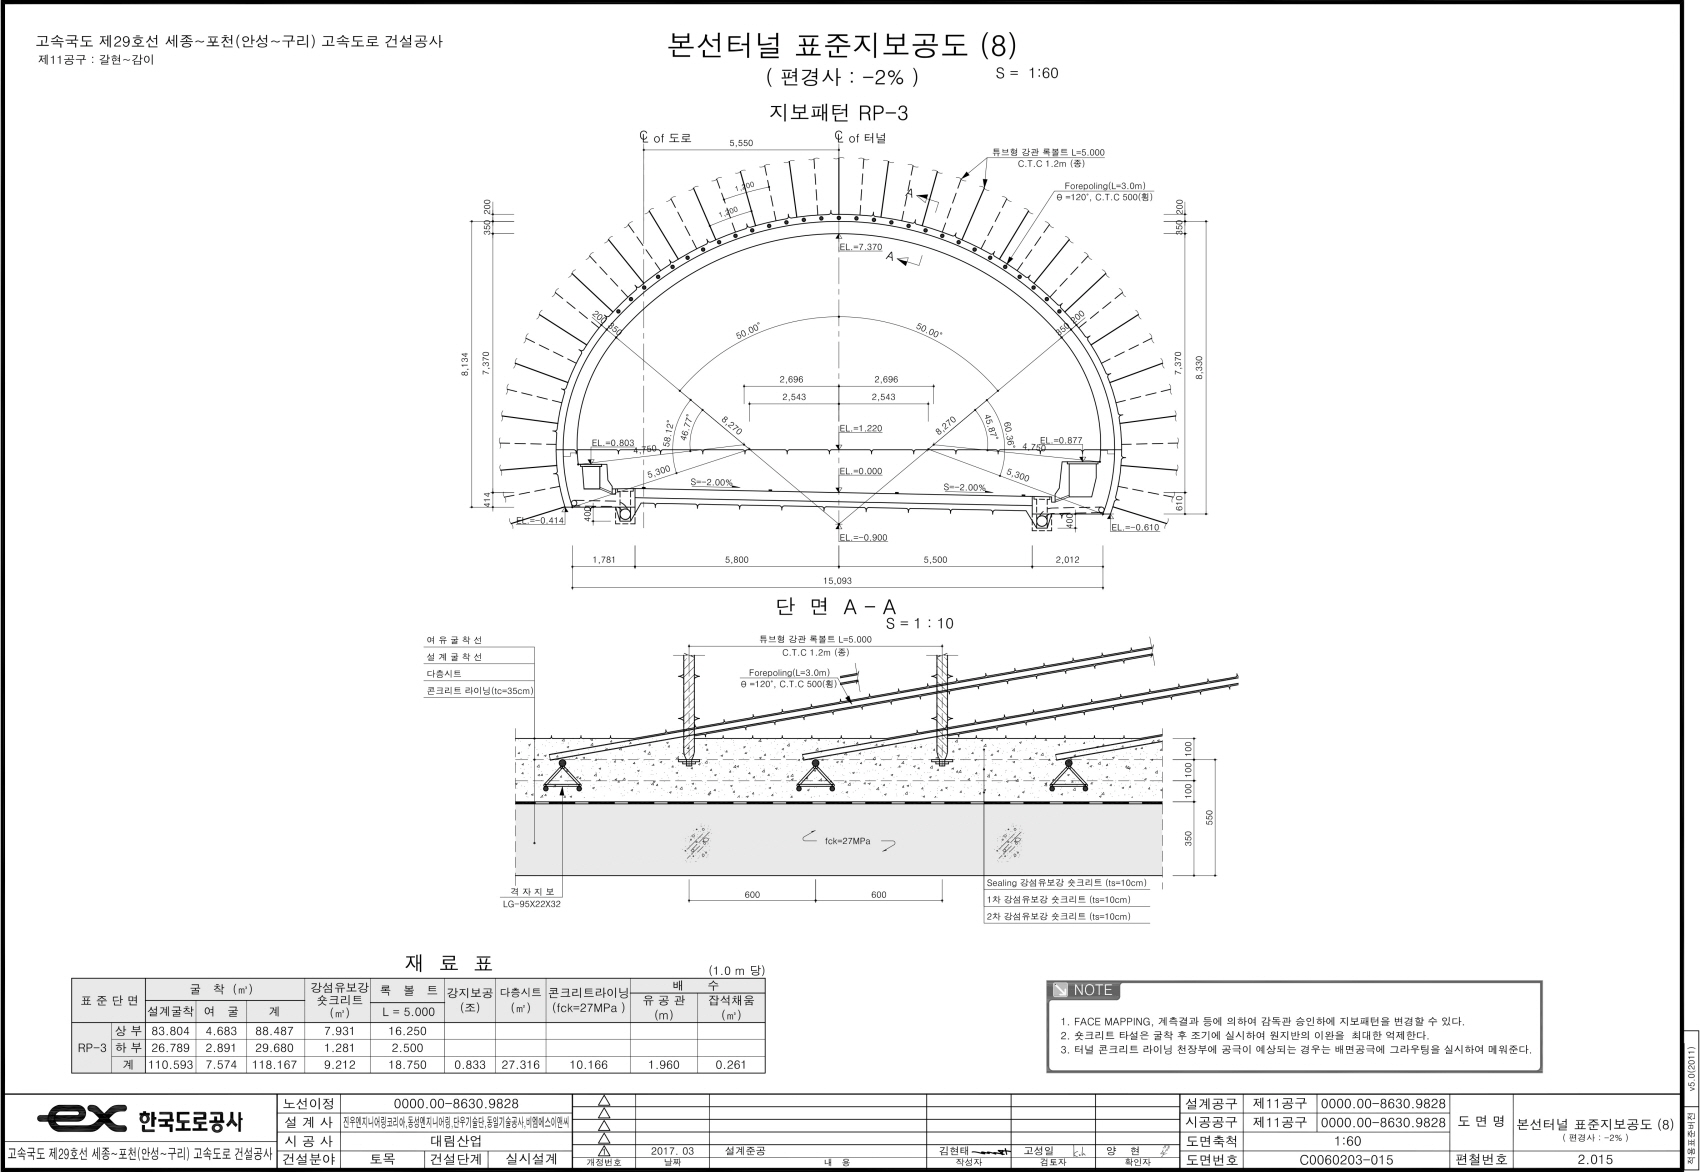 고속국도 제29호선 세종~포천(안성~구리) 고속도로 건설공사
제11공구 : 갈현~감이
본선터널 표준지보공도 (8)
( 편경사 : -2% )
S = 1:60
지보패턴 RP-3
℄ of 도로
℄ of 터널
5,550
튜브형 강관 록볼트 L=5.000
C.T.C 1.2m (종)
Forepoling(L=3.0m)
θ =120°, C.T.C 500(횡)
1,200
1,200
A
A
200
350
200
350
EL.=7.370
200
350
350
200
50.00°
50.00°
8,134
7,370
7,370
8,330
2,696
2,696
2,543
2,543
58.12°
46.77°
8,270
8,270
45.87°
60.36°
EL.=1.220
EL.=0.803
4,750
4,750
EL.=0.877
5,300
EL.=0.000
5,300
S=-2.00%
S=-2.00%
414
610
EL.=-0.414
400
400
EL.=-0.610
EL.=-0.900
1,781
5,800
5,500
2,012
15,093
단 면 A - A
S = 1 : 10
여 유 굴 착 선
설 계 굴 착 선
다층시트
콘크리트 라이닝(tc=35cm)
튜브형 강관 록볼트 L=5.000
C.T.C 1.2m (종)
Forepoling(L=3.0m)
θ =120°, C.T.C 500(횡)
100
100
100
350
550
fck=27MPa
격 자 지 보
LG-95X22X32
600
600
Sealing 강섬유보강 숏크리트 (ts=10cm)
1차 강섬유보강 숏크리트 (ts=10cm)
2차 강섬유보강 숏크리트 (ts=10cm)
재 료 표
(1.0 m 당)
표 준 단 면 굴 착 (㎥) 강섬유보강 숏크리트 (㎥) 록 볼 트 강지보공 (조) 다층시트 (㎡) 콘크리트라이닝 (fck=27MPa ) 배 수
설계굴착 여 굴 계 L = 5.000 유 공 관 (m) 잡석채움 (㎥)
RP-3 상 부 83.804 4.683 88.487 7.931 16.250
하 부 26.789 2.891 29.680 1.281 2.500
계 110.593 7.574 118.167 9.212 18.750 0.833 27.316 10.166 1.960 0.261
NOTE
1. FACE MAPPING, 계측결과 등에 의하여 감독관 승인하에 지보패턴을 변경할 수 있다.
2. 숏크리트 타설은 굴착 후 조기에 실시하여 원지반의 이완을 최대한 억제한다.
3. 터널 콘크리트 라이닝 천장부에 공극이 예상되는 경우는 배면공극에 그라우팅을 실시하여 메워준다.
v5.0(2011)
적용표준버전
ex 한국도로공사
고속국도 제29호선 세종~포천(안성~구리) 고속도로 건설공사
노선이정 0000.00-8630.9828
설 계 사 진우엔지니어링코리아,동성엔지니어링,단우기술단,동일기술공사,비엠에스이앤씨
시 공 사 대림산업
건설분야 토목 건설단계 실시설계
2017. 03 설계준공 김현태 고성일 양 현
개정번호 날짜 내 용 작성자 검토자 확인자
설계공구 제11공구 0000.00-8630.9828
시공공구 제11공구 0000.00-8630.9828
도면축척 1:60
도면번호 C0060203-015
도 면 명 본선터널 표준지보공도 (8)
( 편경사 : -2% )
편철번호 2.015